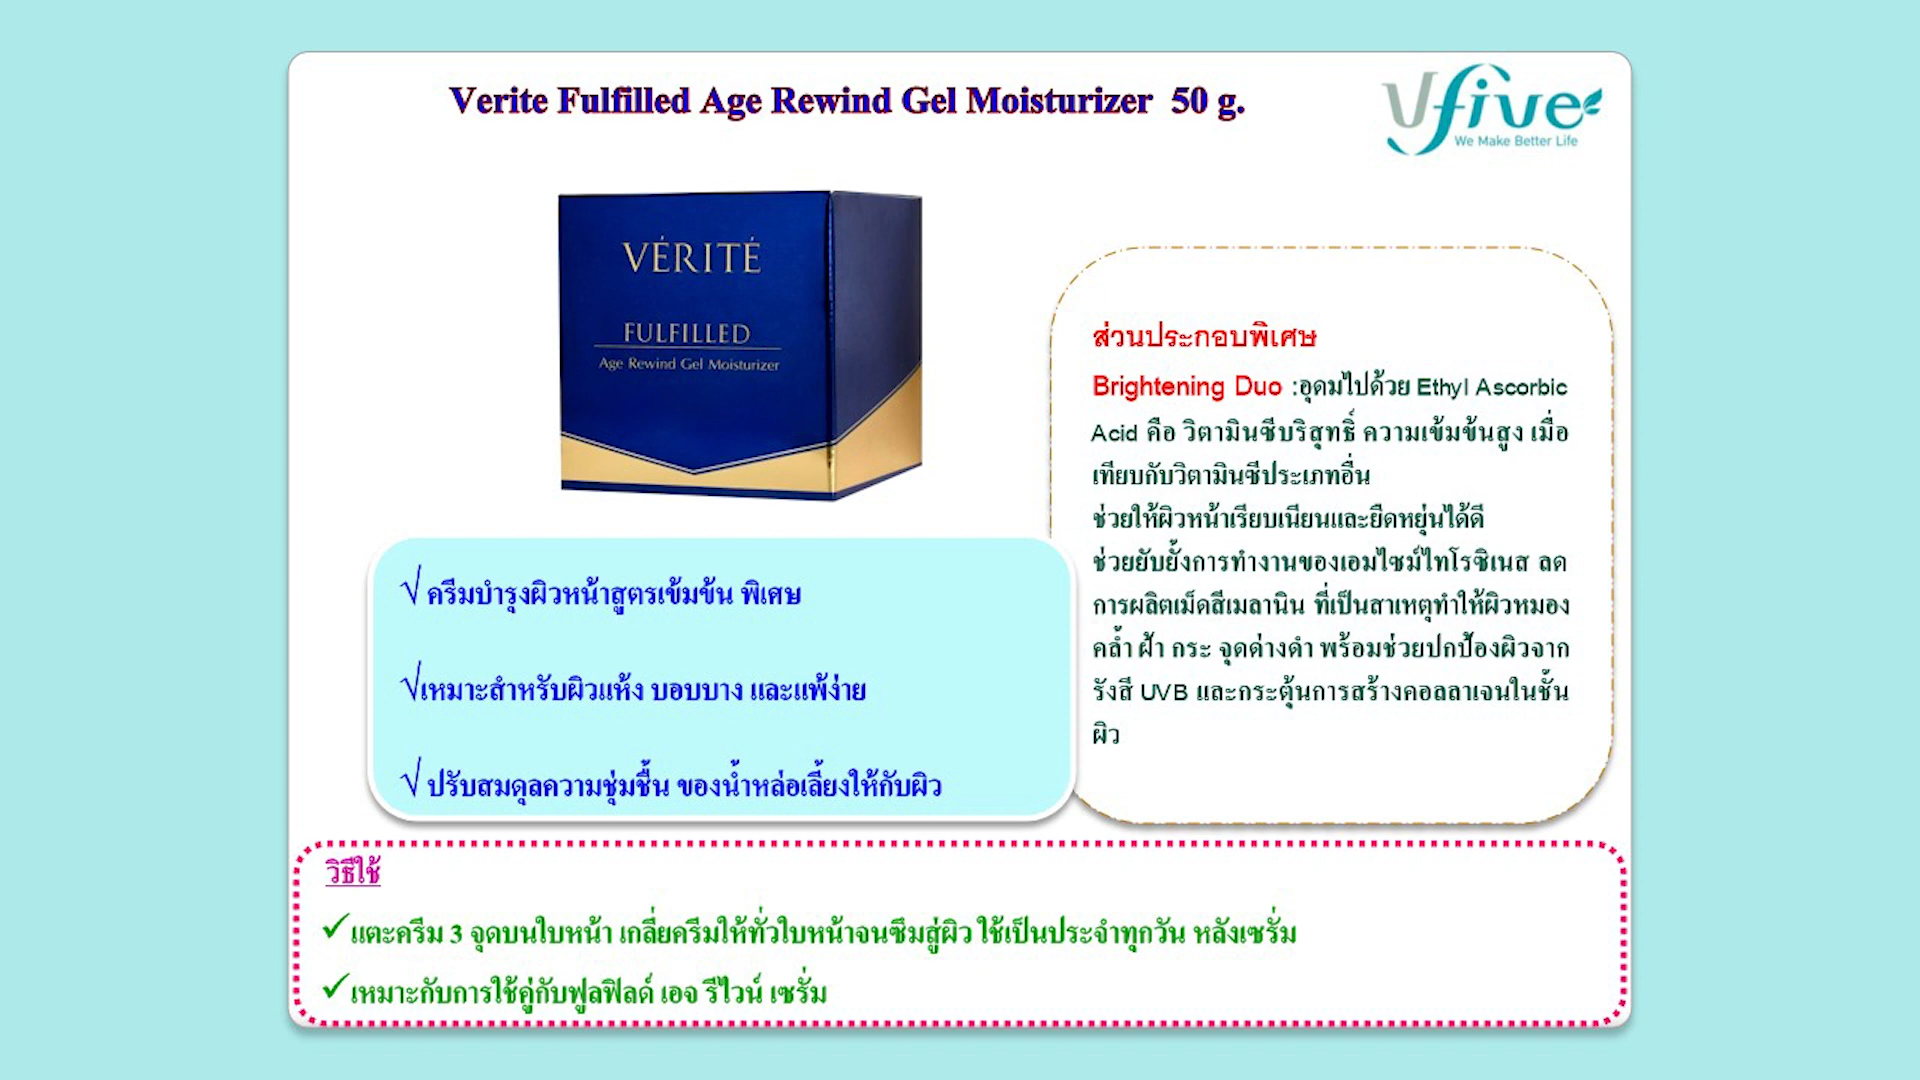 Verite Fulfilled Age Rewind Gel Moisturizer 50 g.
Vfive
We Make Better Life
VÉRITÉ
FULFILLED
Age Rewind Gel Moisturizer
ส่วนประกอบพิเศษ
Brightening Duo :อุดมไปด้วย Ethyl Ascorbic
Acid คือ วิตามินซีบริสุทธิ์ ความเข้มข้นสูง เมื่อ
เทียบกับวิตามินซีประเภทอื่น
ช่วยให้ผิวหน้าเรียบเนียนและยืดหยุ่นได้ดี
ช่วยยับยั้งการทำงานของเอมไซม์ไทโรซิเนส ลด
การผลิตเม็ดสีเมลานิน ที่เป็นสาเหตุทำให้ผิวหมอง
คล้ำ ฝ้า กระ จุดด่างดำ พร้อมช่วยปกป้องผิวจาก
รังสี UVB และกระตุ้นการสร้างคอลลาเจนในชั้น
ผิว
√ ครีมบำรุงผิวหน้าสูตรเข้มข้น พิเศษ
√เหมาะสำหรับผิวแห้ง บอบบาง และแพ้ง่าย
√ ปรับสมดุลความชุ่มชื้น ของน้ำหล่อเลี้ยงให้กับผิว
วิธีใช้
✓แตะครีม 3 จุดบนใบหน้า เกลี่ยครีมให้ทั่วใบหน้าจนซึมสู่ผิว ใช้เป็นประจำทุกวัน หลังเซรั่ม
✓เหมาะกับการใช้คู่กับฟูลฟิลด์ เอจ รีไวน์ เซรั่ม